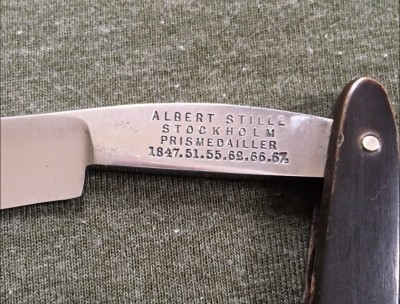 ALBERT STILLE
STOCKHOLM
PRISMEDAILLER
1847.51.55.62.66.67.